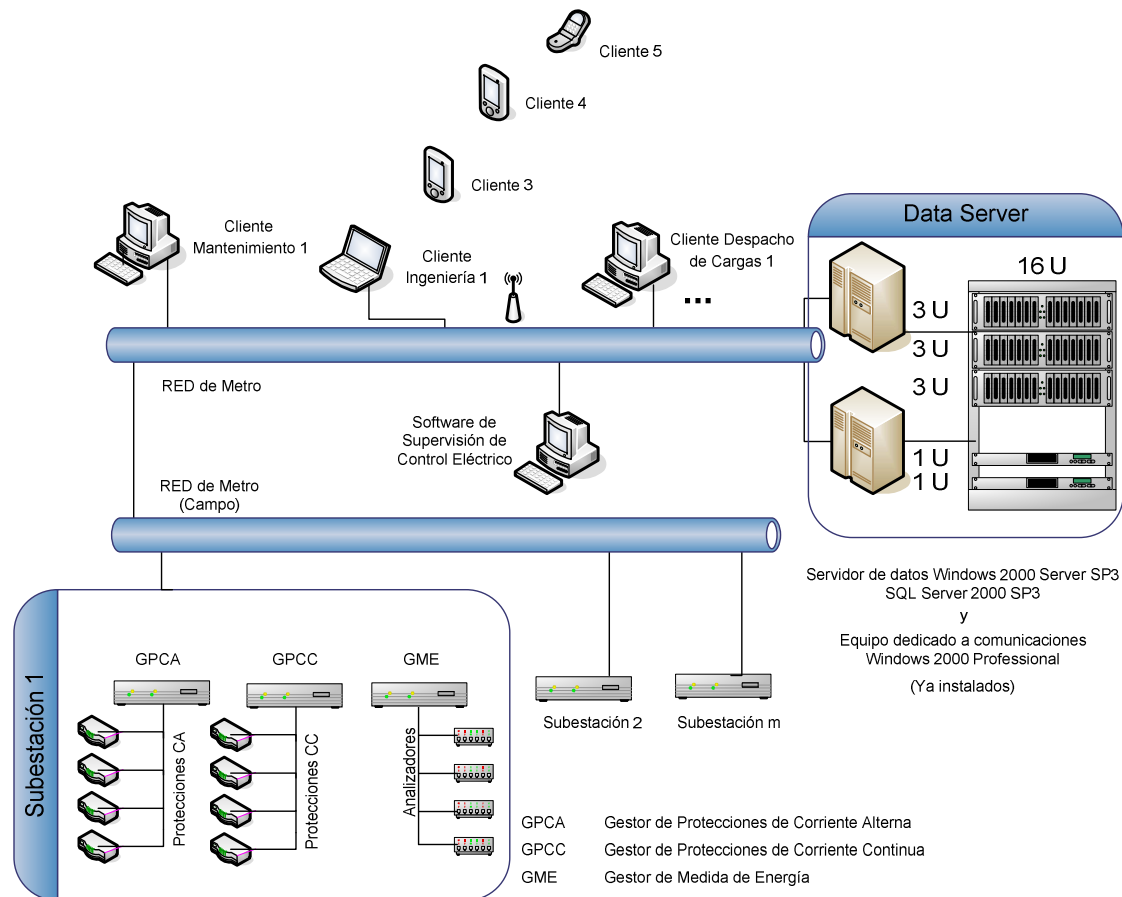 Cliente 5
Cliente 4
Cliente 3
Cliente
Mantenimiento 1
Cliente
Ingeniería 1
Cliente Despacho
de Cargas 1
...
Data Server
16 U
3 U
3 U
3 U
1 U
1 U
RED de Metro
Software de
Supervisión de
Control Eléctrico
RED de Metro
(Campo)
Servidor de datos Windows 2000 Server SP3
SQL Server 2000 SP3
y
Equipo dedicado a comunicaciones
Windows 2000 Professional
(Ya instalados)
Subestación 1
GPCA
GPCC
GME
Protecciones CA
Protecciones CC
Analizadores
Subestación 2
Subestación m
GPCA Gestor de Protecciones de Corriente Alterna
GPCC Gestor de Protecciones de Corriente Continua
GME Gestor de Medida de Energía